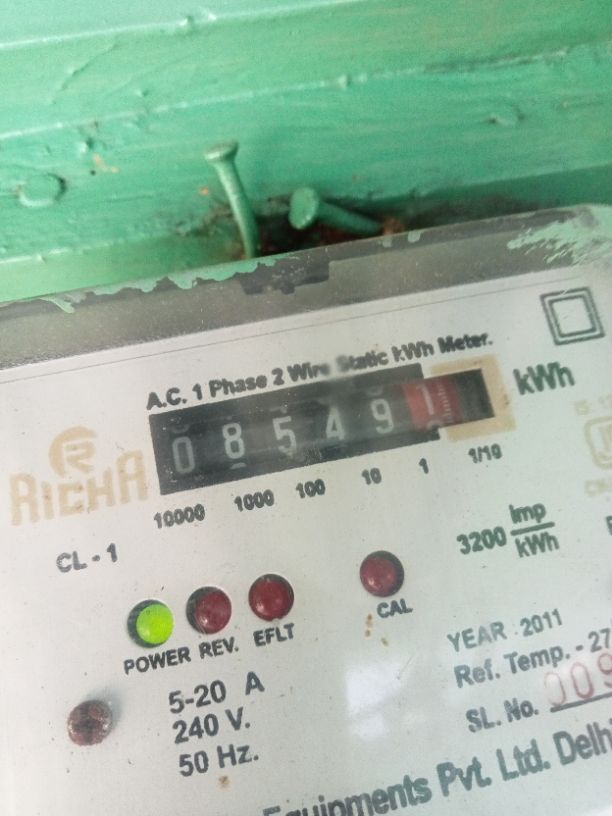 A.C. 1 Phase 2 Wire Static kWh Meter.
0 8 5 4 9 1
kWh
10000 1000 100 10 1 1/10
RICHA
CL - 1
3200 Imp/kWh
POWER REV. EFLT
CAL
YEAR 2011
Ref. Temp. - 27
5-20 A
240 V.
50 Hz.
SL. No. 009
Equipments Pvt. Ltd. Delh